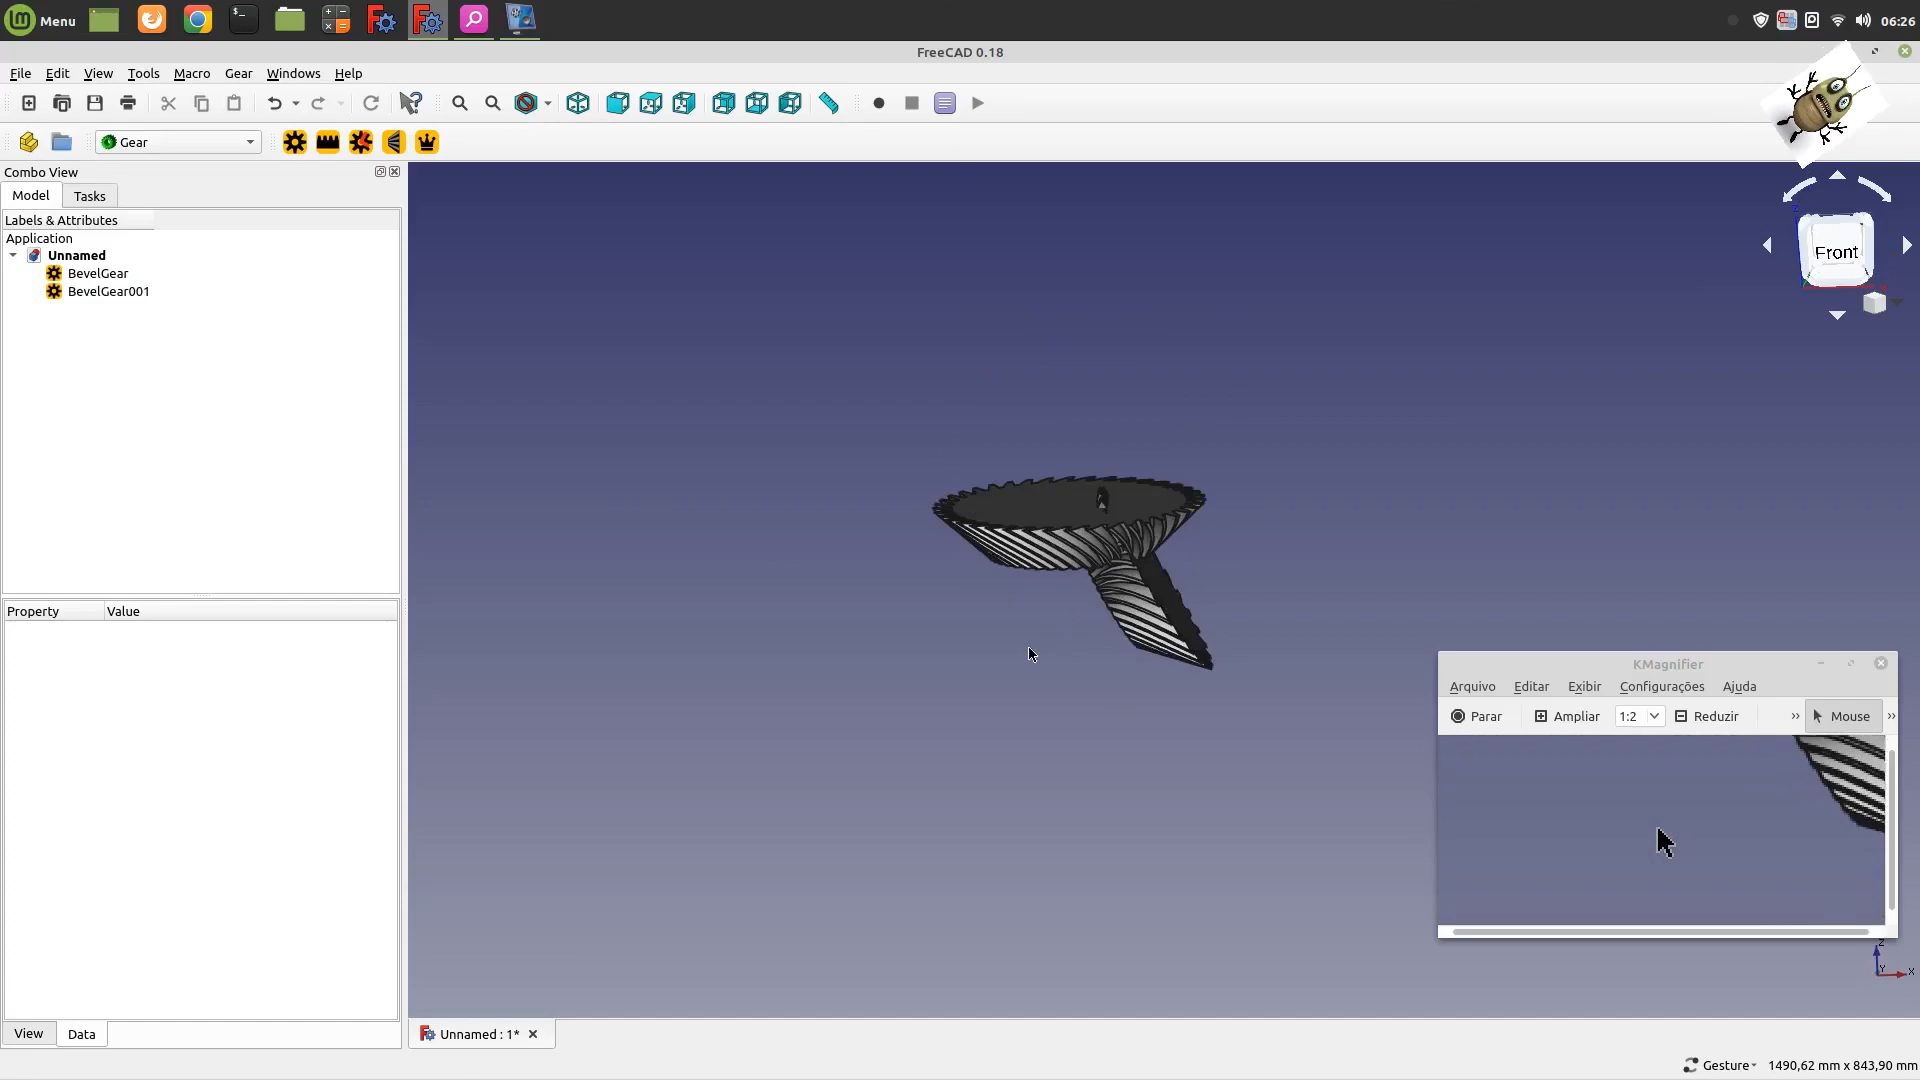 Menu
06:26
FreeCAD 0.18
File Edit View Tools Macro Gear Windows Help
Gear
Combo View
Model Tasks
Labels & Attributes
Application
Unnamed
BevelGear
BevelGear001
Front
Property Value
KMagnifier
Arquivo Editar Exibir Configurações Ajuda
Parar Ampliar 1:2 Reduzir » Mouse »
Z
Y X
View Data
Unnamed : 1*
Gesture 1490,62 mm x 843,90 mm